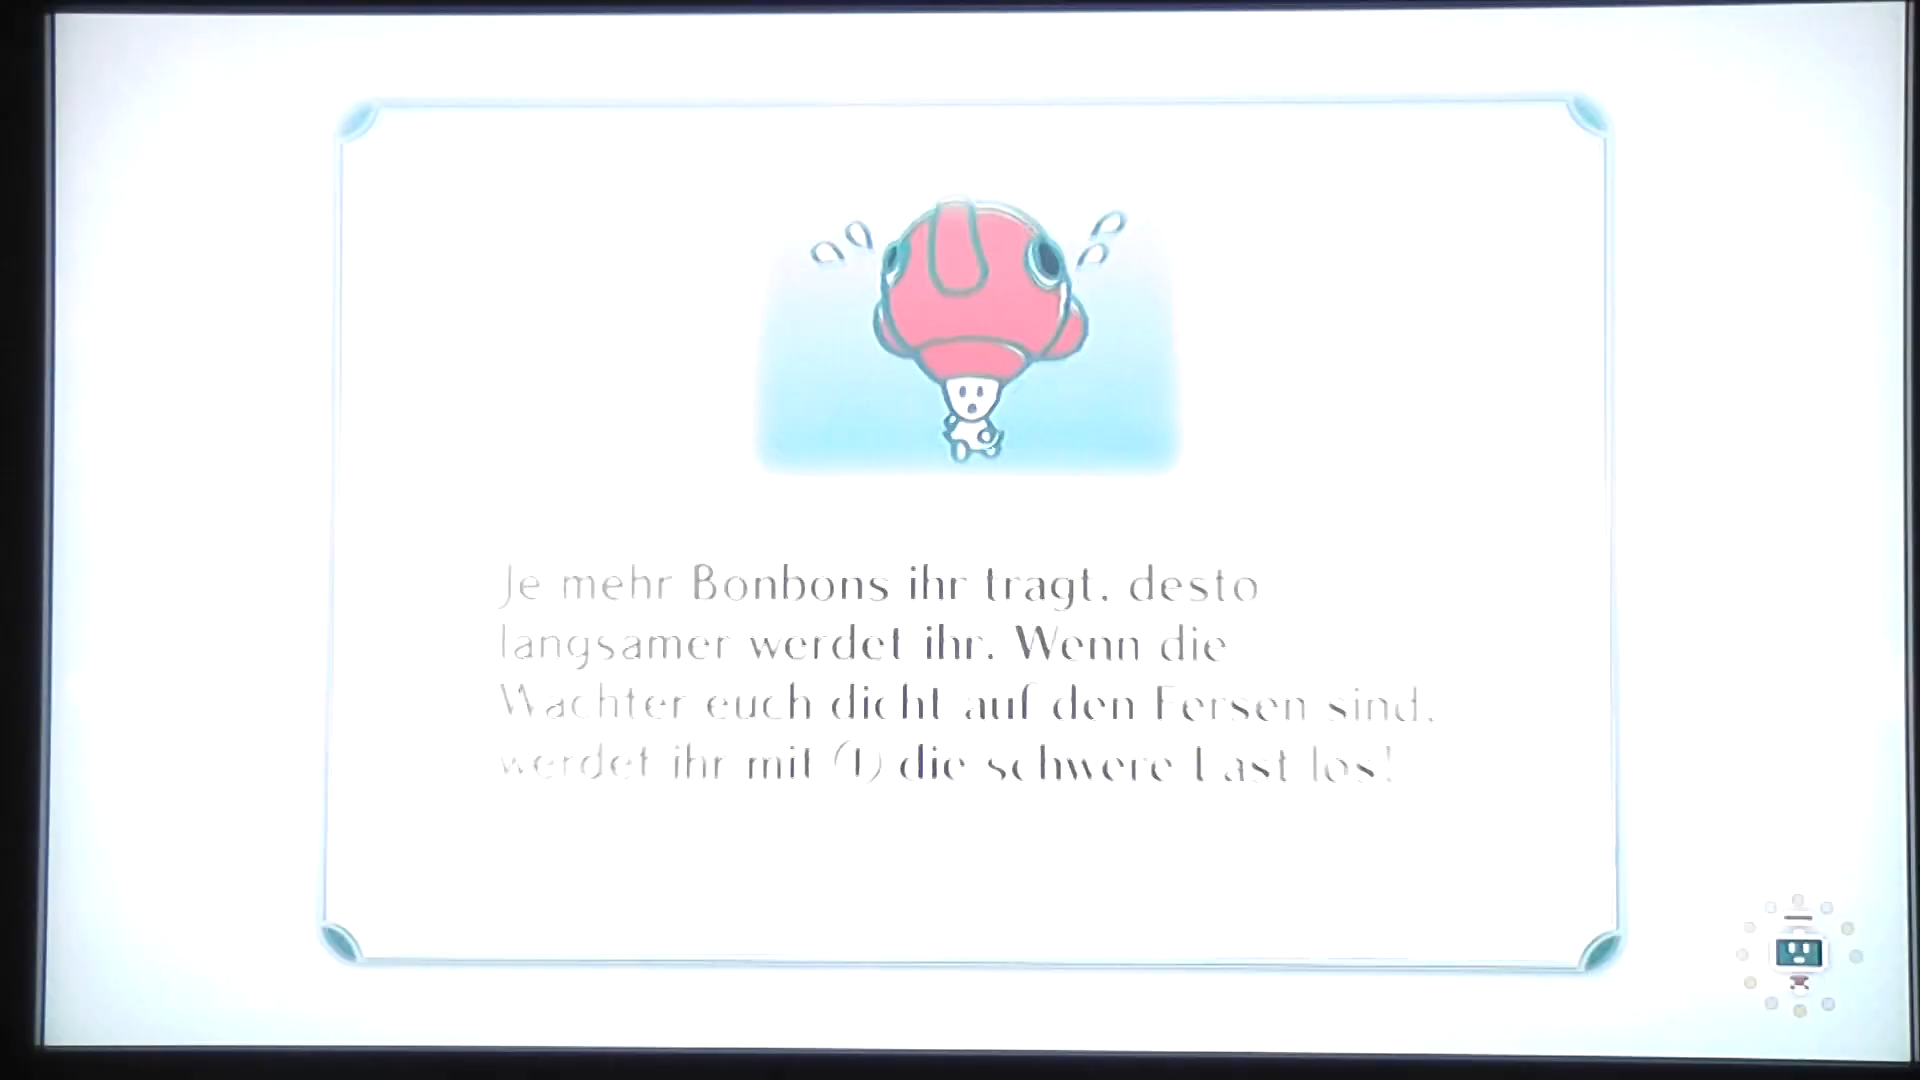 Je mehr Bonbons ihr tragt, desto
langsamer werdet ihr. Wenn die
Wächter euch dicht auf den Fersen sind,
werdet ihr mit (L) die schwere Last los!